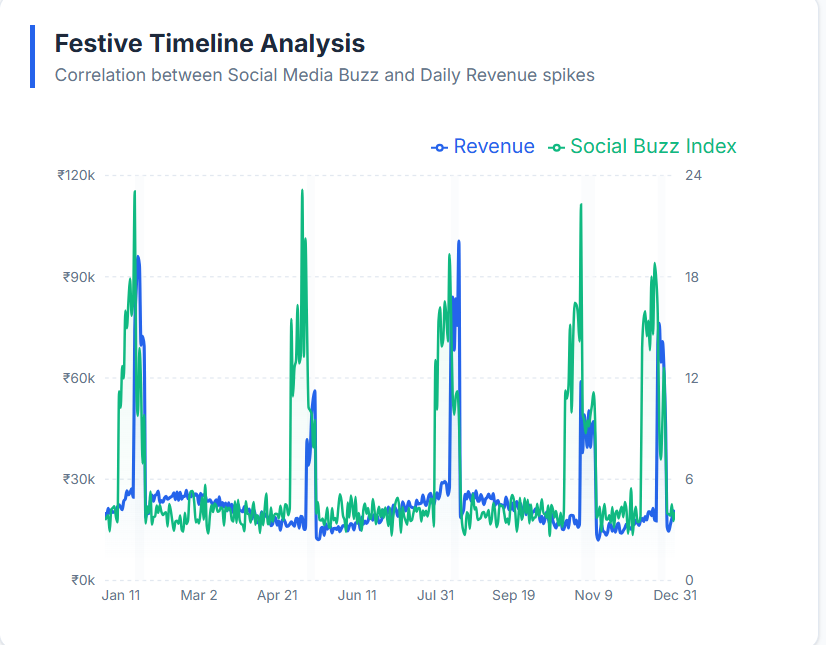 Festive Timeline Analysis
Correlation between Social Media Buzz and Daily Revenue spikes
Revenue Social Buzz Index
₹120k 24
₹90k 18
₹60k 12
₹30k 6
₹0k 0
Jan 11 Mar 2 Apr 21 Jun 11 Jul 31 Sep 19 Nov 9 Dec 31